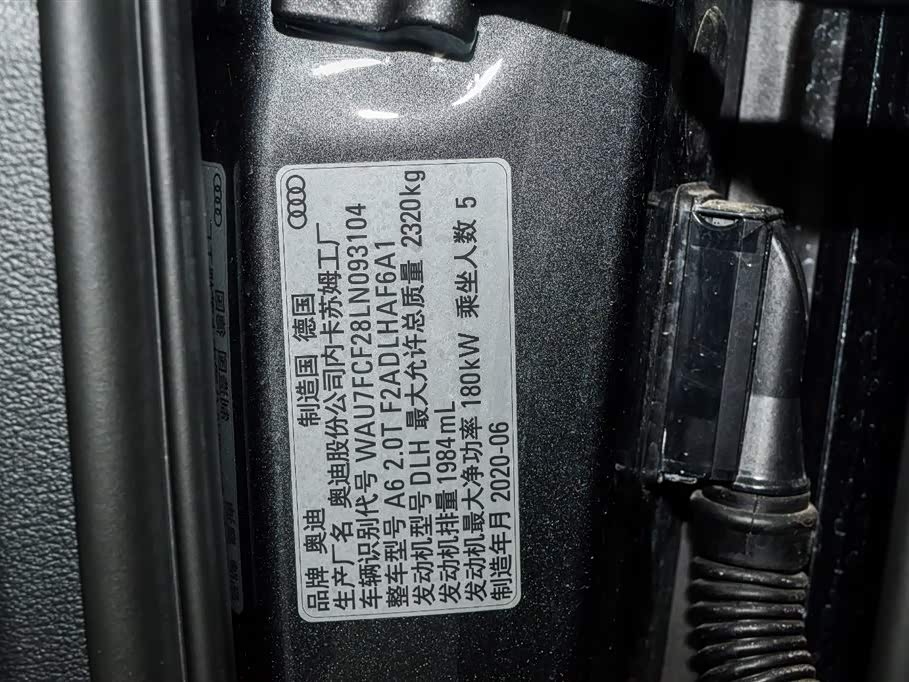 品牌 奥迪 制造国 德国
生产厂名 奥迪股份公司内卡苏姆工厂
车辆识别代号 WAU7FCF28LN093104
整车型号 A6 2.0T F2ADLHAF6A1
发动机型号 DLH 最大允许总质量 2320kg
发动机排量 1984mL
发动机最大净功率 180kW 乘坐人数 5
制造年月 2020-06